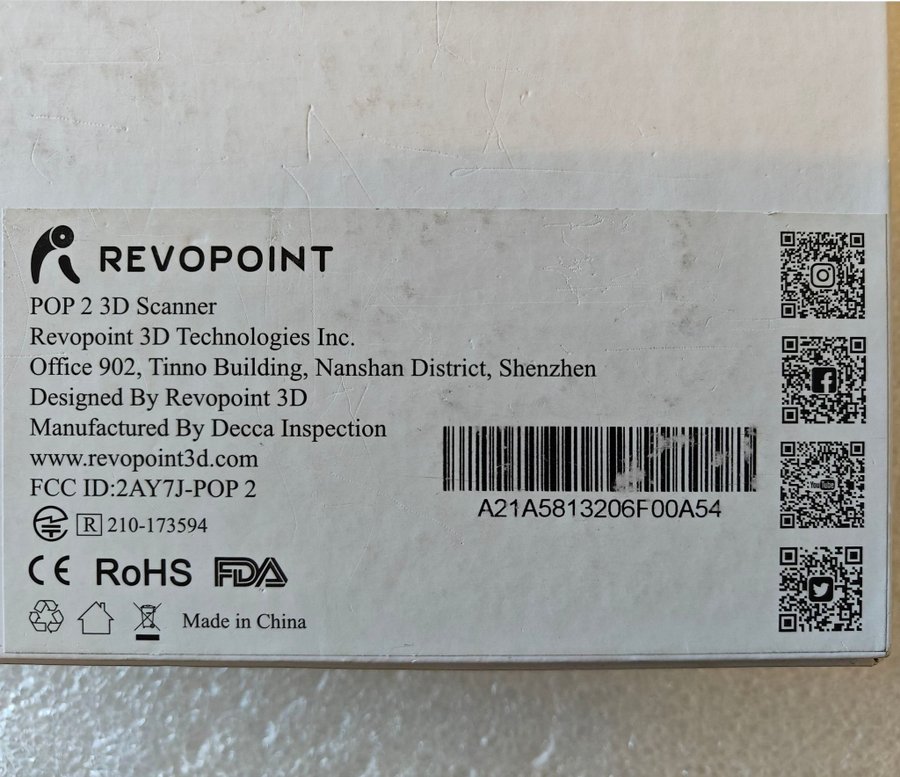 REVOPOINT
POP 2 3D Scanner
Revopoint 3D Technologies Inc.
Office 902, Tinno Building, Nanshan District, Shenzhen
Designed By Revopoint 3D
Manufactured By Decca Inspection
www.revopoint3d.com
FCC ID:2AY7J-POP 2
R 210-173594
A21A5813206F00A54
CE RoHS FDA
Made in China
YouTube